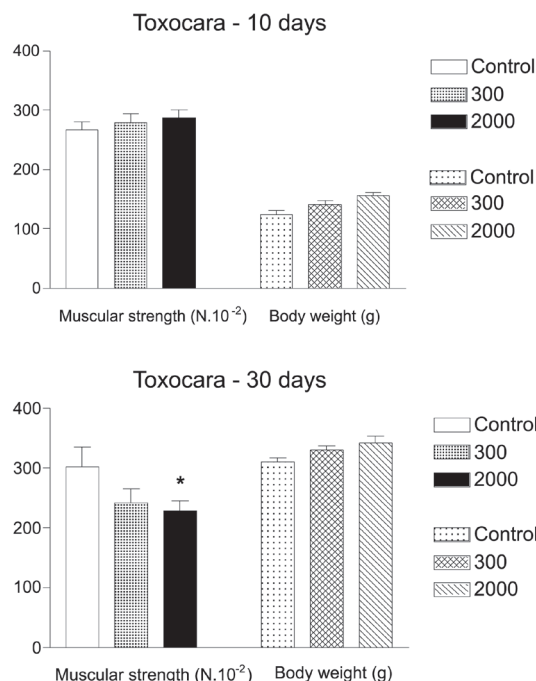 Toxocara - 10 days
400
300
200
100
0
Muscular strength (N.10⁻²)
Body weight (g)
Control
300
2000
Control
300
2000
Toxocara - 30 days
400
300
200
100
0
*
Muscular strength (N.10⁻²)
Body weight (g)
Control
300
2000
Control
300
2000